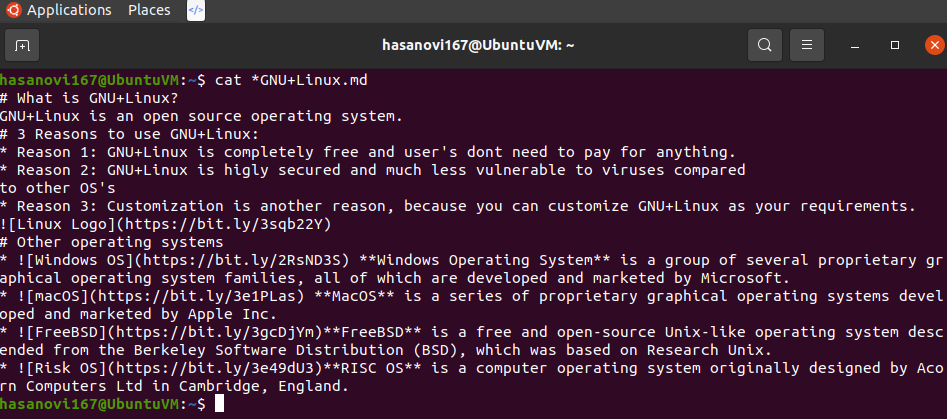 Applications Places </>
hasanovi167@UbuntuVM: ~
hasanovi167@UbuntuVM:~$ cat *GNU+Linux.md
# What is GNU+Linux?
GNU+Linux is an open source operating system.
# 3 Reasons to use GNU+Linux:
* Reason 1: GNU+Linux is completely free and user's dont need to pay for anything.
* Reason 2: GNU+Linux is higly secured and much less vulnerable to viruses compared
to other OS's
* Reason 3: Customization is another reason, because you can customize GNU+Linux as your requirements.
![Linux Logo](https://bit.ly/3sqb22Y)
# Other operating systems
* ![Windows OS](https://bit.ly/2RsND3S) **Windows Operating System** is a group of several proprietary gr
aphical operating system families, all of which are developed and marketed by Microsoft.
* ![macOS](https://bit.ly/3e1PLas) **MacOS** is a series of proprietary graphical operating systems devel
oped and marketed by Apple Inc.
* ![FreeBSD](https://bit.ly/3gcDjYm)**FreeBSD** is a free and open-source Unix-like operating system desc
ended from the Berkeley Software Distribution (BSD), which was based on Research Unix.
* ![Risk OS](https://bit.ly/3e49dU3)**RISC OS** is a computer operating system originally designed by Aco
rn Computers Ltd in Cambridge, England.
hasanovi167@UbuntuVM:~$